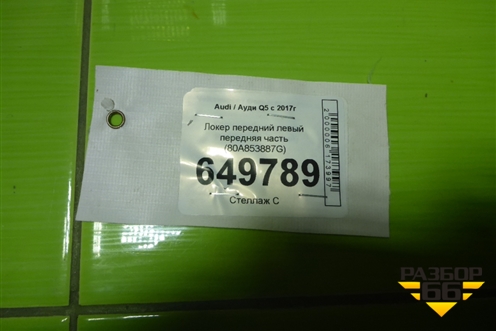 Audi / Ауди Q5 с 2017г
Локер передний левый
передняя часть
(80A853887G)
649789
Стеллаж С
РАЗБОР
66